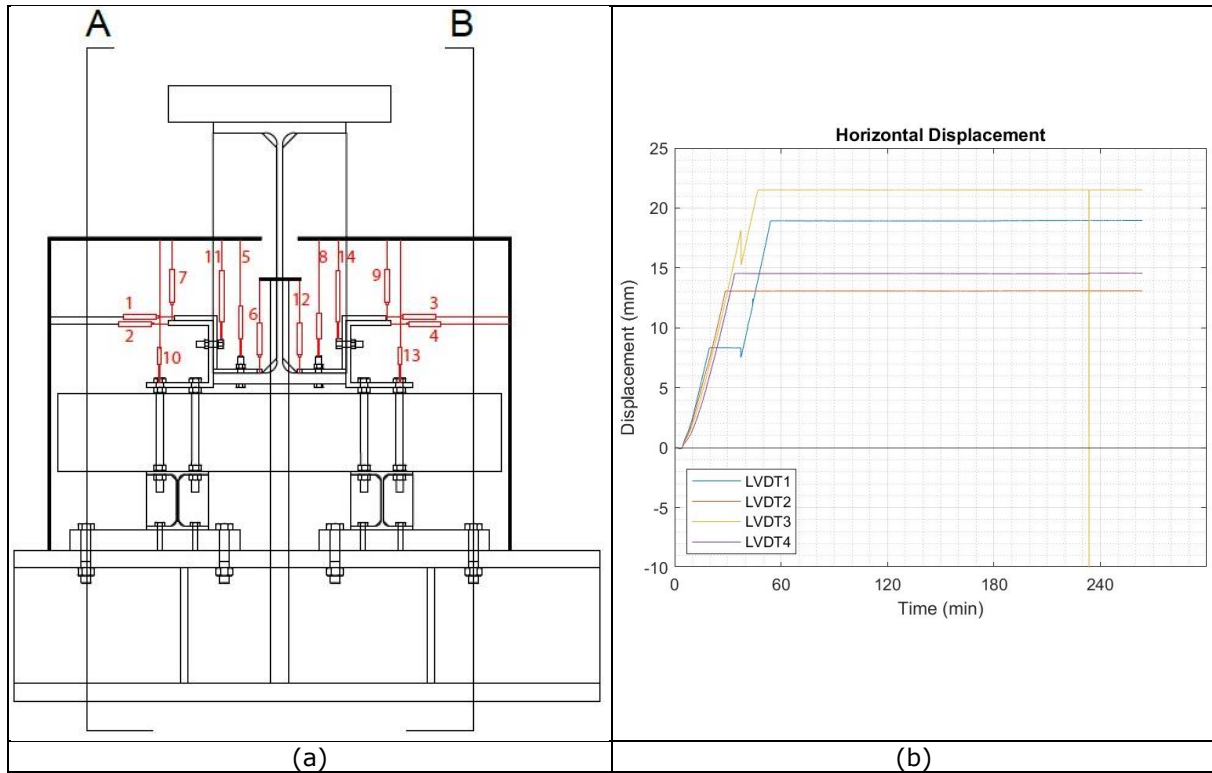 A B
11 5 8 14
7 9
1 12 3
2 6 4
10 13
(a)
Horizontal Displacement
25
20
15
10
5
0
-5
-10
Displacement (mm)
LVDT1
LVDT2
LVDT3
LVDT4
0 60 120 180 240
Time (min)
(b)